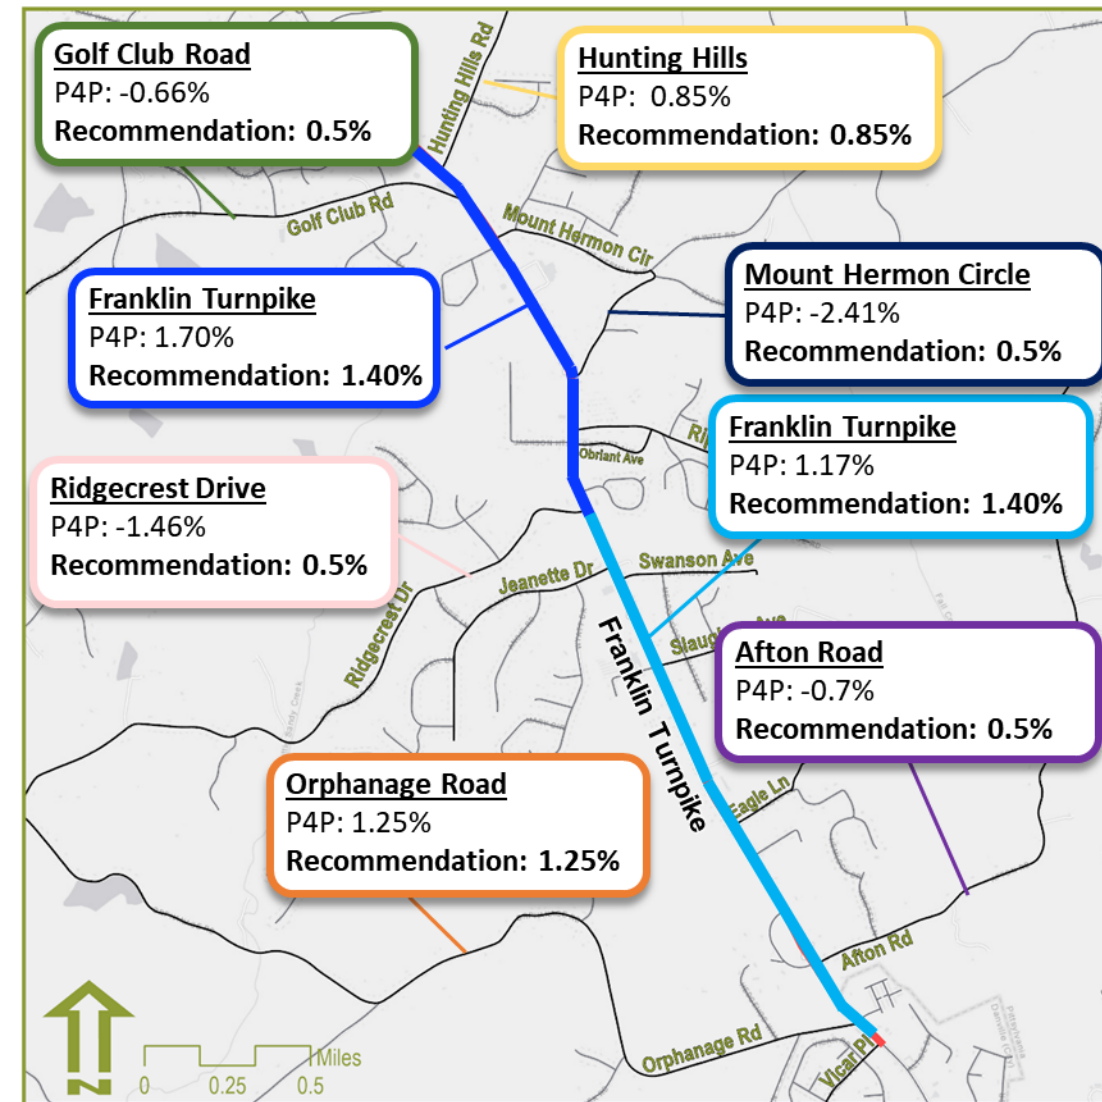 Golf Club Road
P4P: -0.66%
Recommendation: 0.5%
Hunting Hills Rd
Hunting Hills
P4P: 0.85%
Recommendation: 0.85%
Golf Club Rd
Mount Hermon Cir
Mount Hermon Circle
P4P: -2.41%
Recommendation: 0.5%
Franklin Turnpike
P4P: 1.70%
Recommendation: 1.40%
Franklin Turnpike
P4P: 1.17%
Recommendation: 1.40%
Obriant Ave
Ridgecrest Drive
P4P: -1.46%
Recommendation: 0.5%
Swanson Ave
Jeanette Dr
Ridgecrest Dr
Franklin Turnpike
Afton Road
P4P: -0.7%
Recommendation: 0.5%
Orphanage Road
P4P: 1.25%
Recommendation: 1.25%
Eagle Ln
Afton Rd
Orphanage Rd
Vicar Pl
N
Miles
0 0.25 0.5